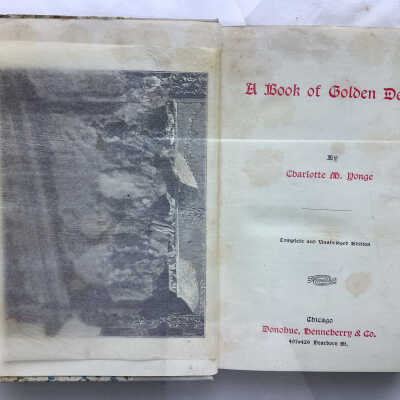 A Book of Golden De
By
Charlotte M. Yonge
Complete and Unabridged Edition
Chicago
Donohue, Henneberry & Co.
407=429 Dearborn St.